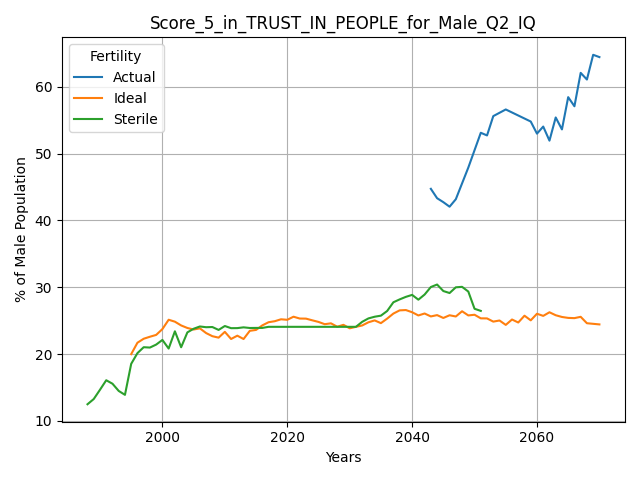 Score_5_in_TRUST_IN_PEOPLE_for_Male_Q2_IQ
Fertility
Actual
Ideal
Sterile
% of Male Population
60
50
40
30
20
10
2000 2020 2040 2060
Years